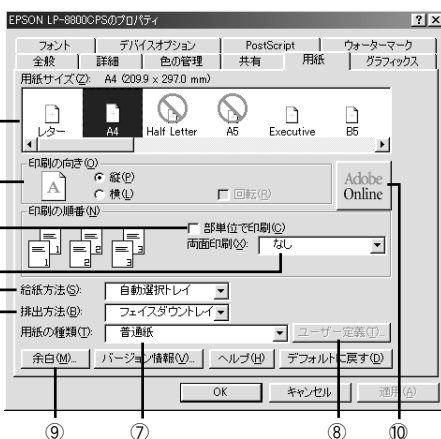 EPSON LP-8800CPSのプロパティ
フォント デバイスオプション PostScript ウォーターマーク
全般 詳細 色の管理 共有 用紙 グラフィックス
用紙サイズ(Z): A4 (209.9 x 297.0 mm)
レター A4 Half Letter A5 Executive B5
印刷の向き(O)
A 縦(P)
横(L) 回転(R)
Adobe
Online
印刷の順番(N)
部単位で印刷(C)
1 1 2 2 3 3
両面印刷(X): なし
給紙方法(S): 自動選択トレイ
排出方法(B): フェイスダウントレイ
用紙の種類(T): 普通紙 ユーザー定義(T)...
余白(M)... バージョン情報(V)... ヘルプ(H) デフォルトに戻す(D)
OK キャンセル 適用(A)
⑨ ⑦ ⑧ ⑩